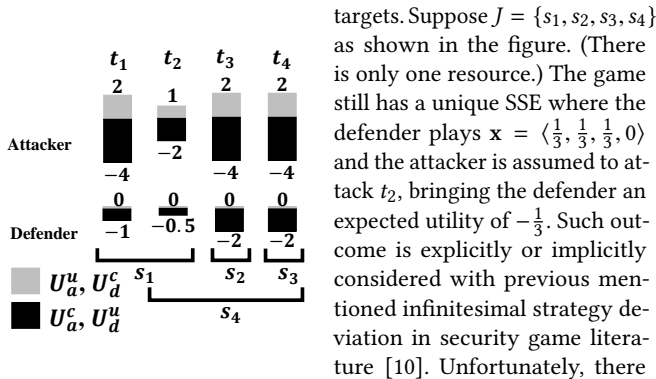 t₁ t₂ t₃ t₄
2 1 2 2
Attacker
−4 −2 −4 −4
0 0 0 0
Defender
−1 −0.5 −2 −2
s₁ s₂ s₃
s₄
Uₐᵘ, U_dᶜ
Uₐᶜ, U_dᵘ
targets. Suppose J = {s₁, s₂, s₃, s₄}
as shown in the figure. (There
is only one resource.) The game
still has a unique SSE where the
defender plays x = ⟨1/3, 1/3, 1/3, 0⟩
and the attacker is assumed to at-
tack t₂, bringing the defender an
expected utility of −1/3. Such out-
come is explicitly or implicitly
considered with previous men-
tioned infinitesimal strategy de-
viation in security game litera-
ture [10]. Unfortunately, there